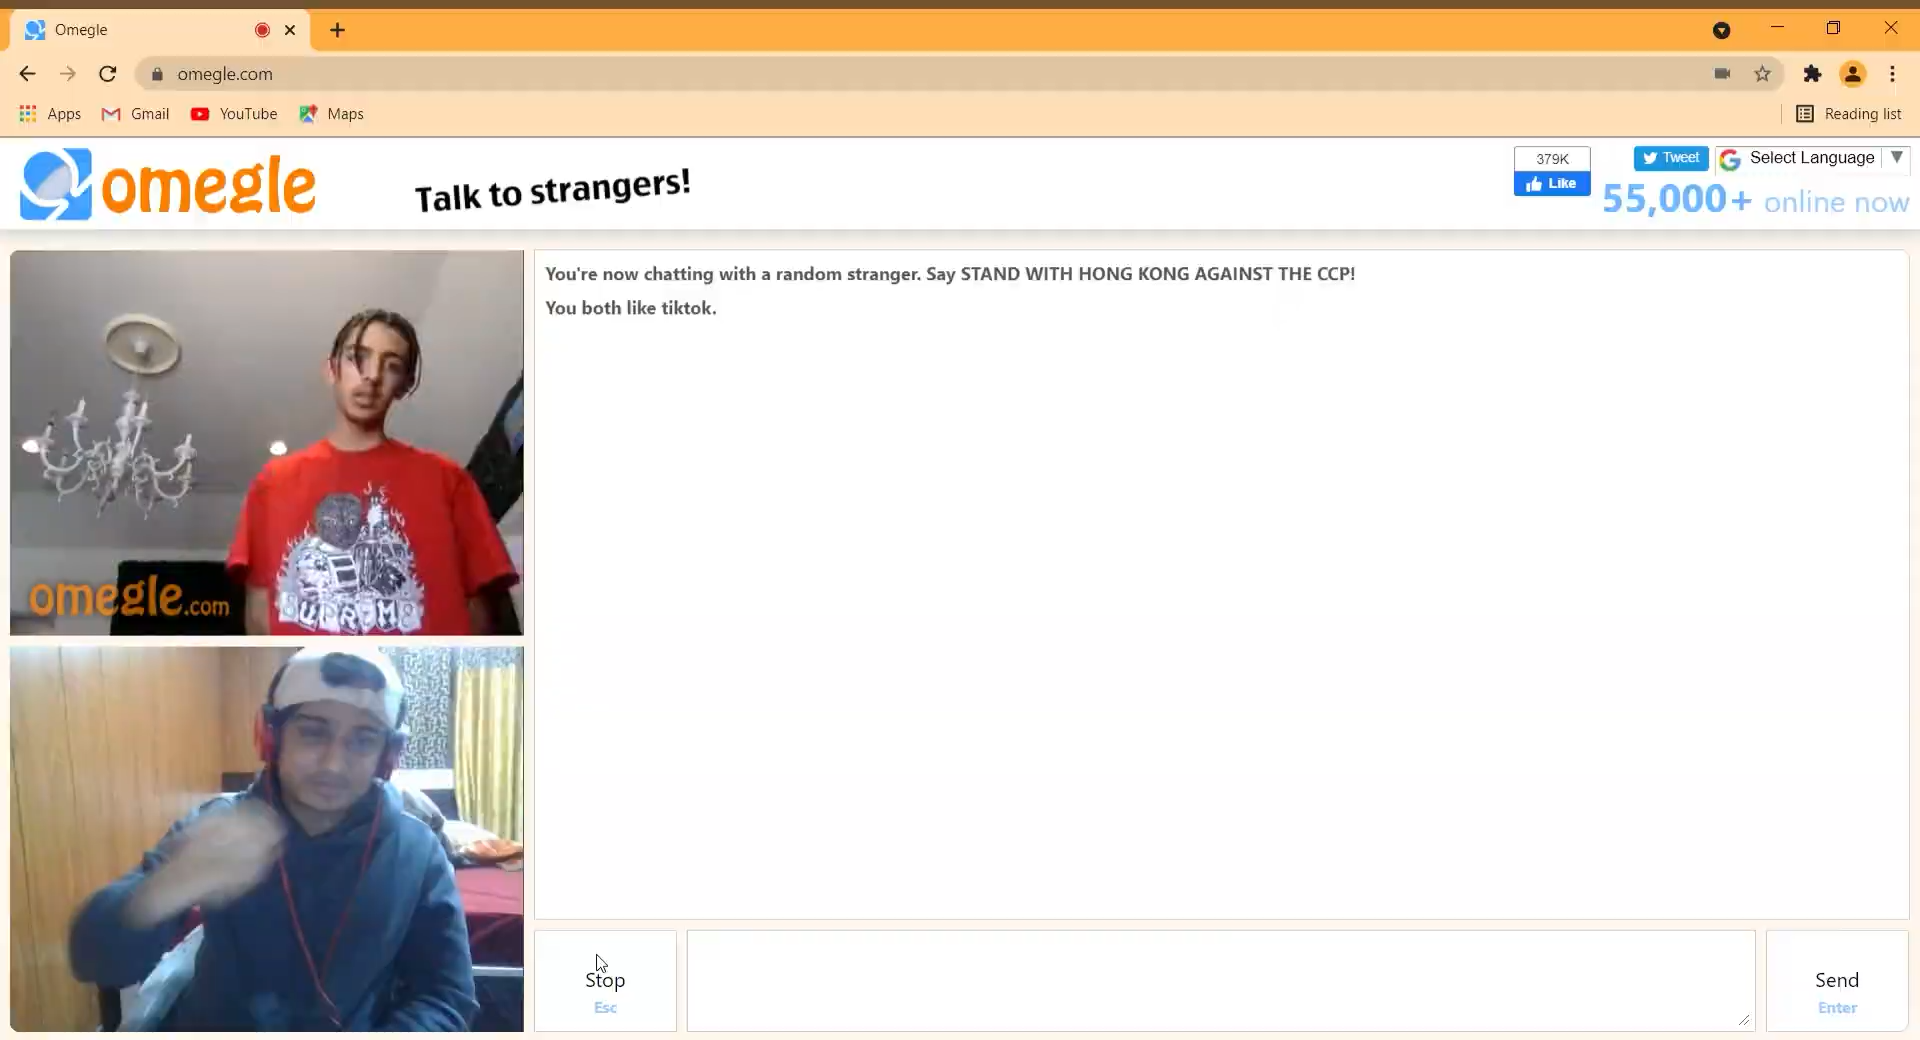 Omegle
omegle.com
Apps
Gmail
YouTube
Maps
Reading list
omegle
Talk to strangers!
379K
Like
Tweet
Select Language
55,000+ online now
You're now chatting with a random stranger. Say STAND WITH HONG KONG AGAINST THE CCP!
You both like tiktok.
omegle.com
SUPREME
Stop
Esc
Send
Enter